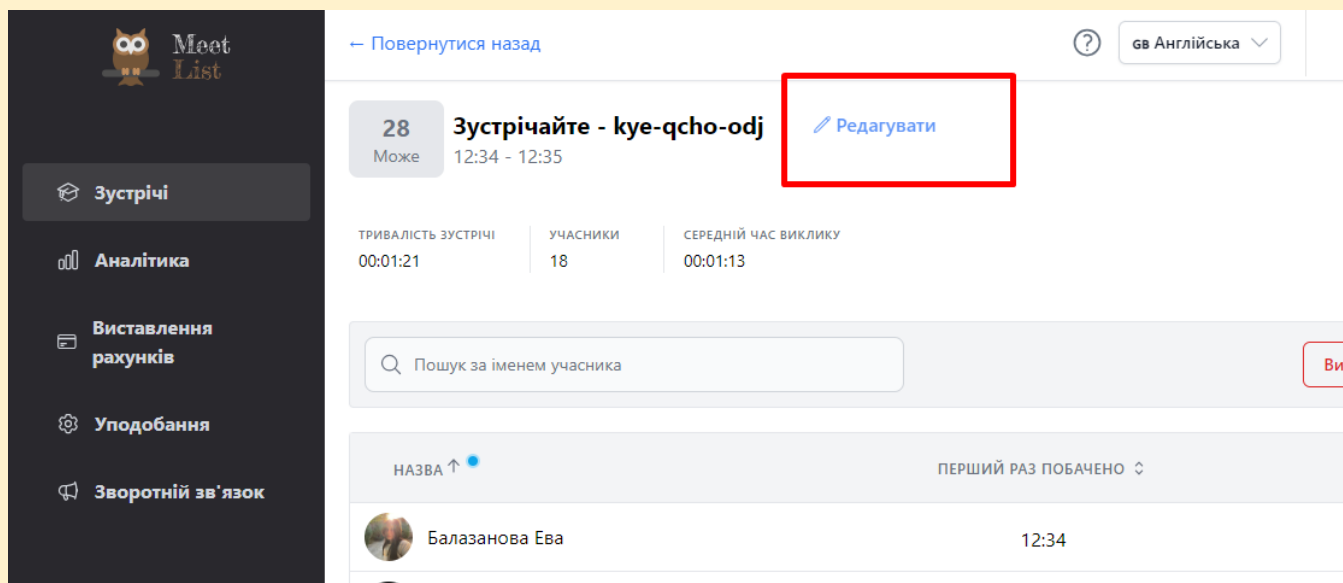 Meet
List
← Повернутися назад
GB Англійська
28
Може
Зустрічайте - kye-qcho-odj
Редагувати
12:34 - 12:35
Зустрічі
Аналітика
Виставлення
рахунків
Уподобання
Зворотній зв'язок
ТРИВАЛІСТЬ ЗУСТРІЧІ
00:01:21
УЧАСНИКИ
18
СЕРЕДНІЙ ЧАС ВИКЛИКУ
00:01:13
Пошук за іменем учасника
Ви
НАЗВА ↑
ПЕРШИЙ РАЗ ПОБАЧЕНО
Балазанова Ева
12:34